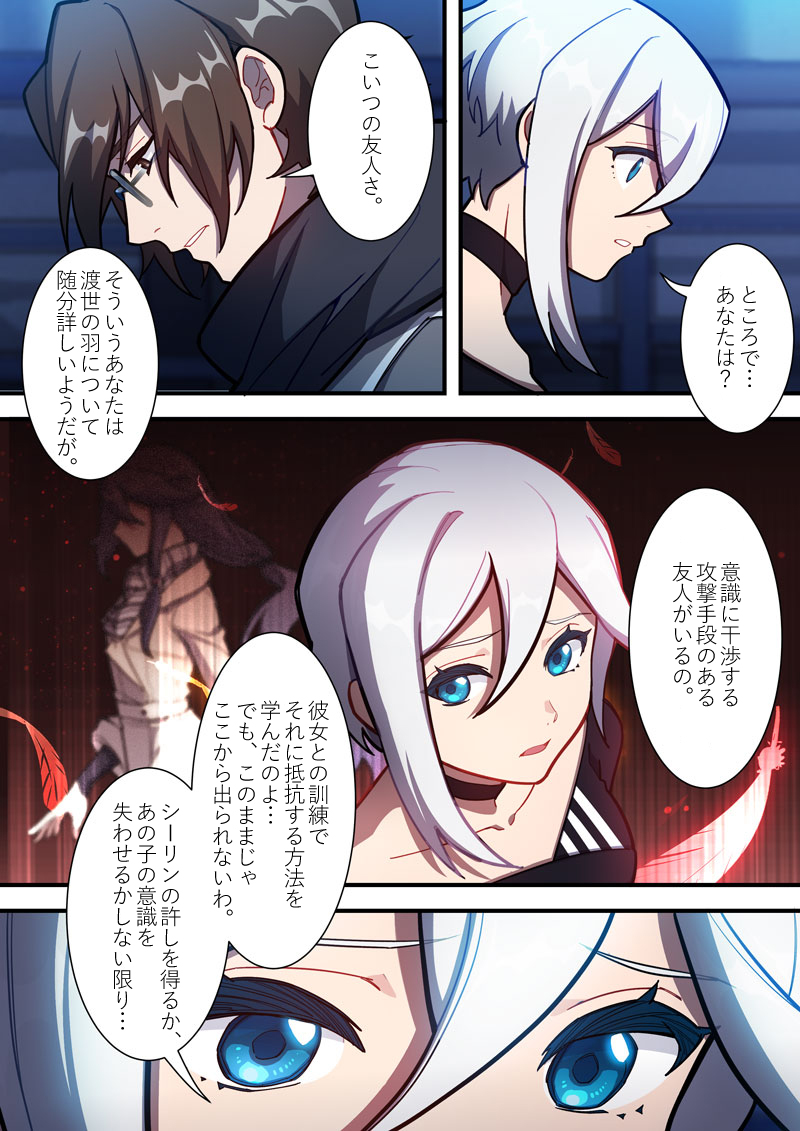 ところで…
あなたは？
こいつの友人さ。
そういうあなたは
渡世の羽について
随分詳しいようだが。
意識に干渉する
攻撃手段のある
友人がいるの。
彼女との訓練で
それに抵抗する方法を
学んだのよ…
でも、このままじゃ
ここから出られないわ。
シーリンの許しを得るか、
あの子の意識を
失わせるかしない限り…